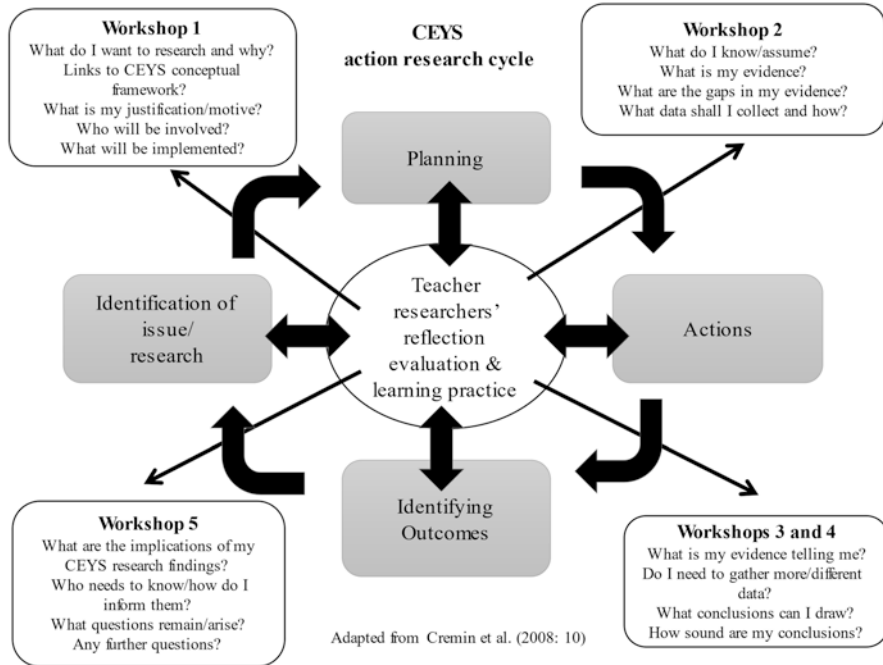 Workshop 1
What do I want to research and why?
Links to CEYS conceptual
framework?
What is my justification/motive?
Who will be involved?
What will be implemented?
CEYS
action research cycle
Workshop 2
What do I know/assume?
What is my evidence?
What are the gaps in my evidence?
What data shall I collect and how?
Planning
Identification of
issue/
research
Teacher
researchers’
reflection
evaluation &
learning practice
Actions
Identifying
Outcomes
Workshop 5
What are the implications of my
CEYS research findings?
Who needs to know/how do I
inform them?
What questions remain/arise?
Any further questions?
Workshops 3 and 4
What is my evidence telling me?
Do I need to gather more/different
data?
What conclusions can I draw?
How sound are my conclusions?
Adapted from Cremin et al. (2008: 10)